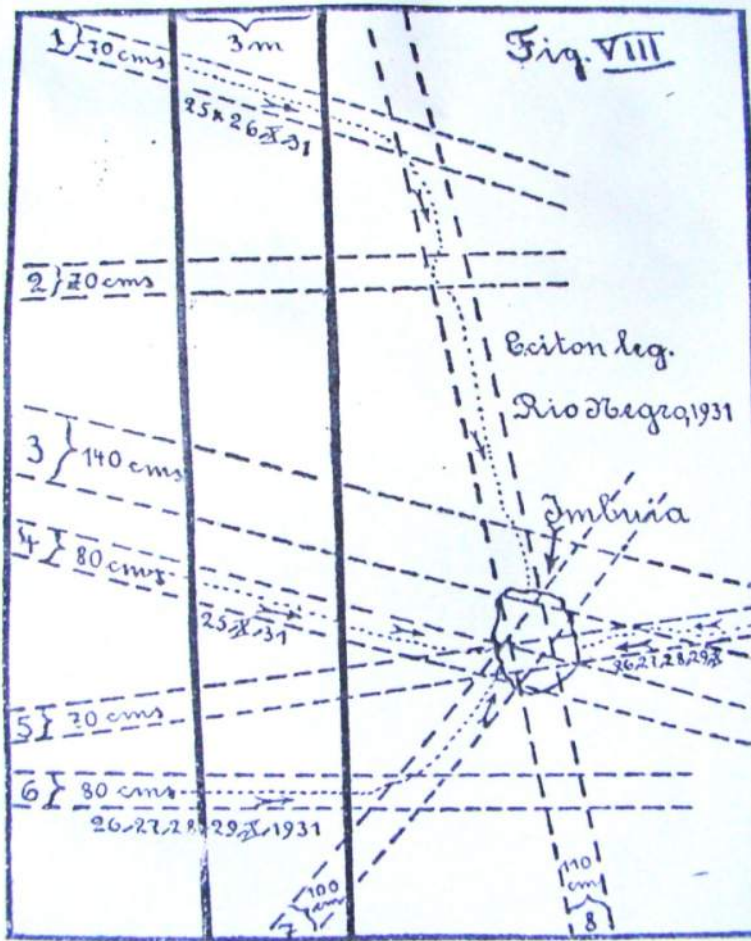 Fig. VIII
3 m
1} 70 cms
25 x 26, X, 31
2} 70 cms
Eciton leg.
Rio Negro, 1931
3} 140 cms
Imbuia
4} 80 cms
25, X, 31
26, 27, 28, 29, X
5} 70 cms
6} 80 cms
26, 27, 28, 29, X, 1931
7 100 cm
110 cm
8